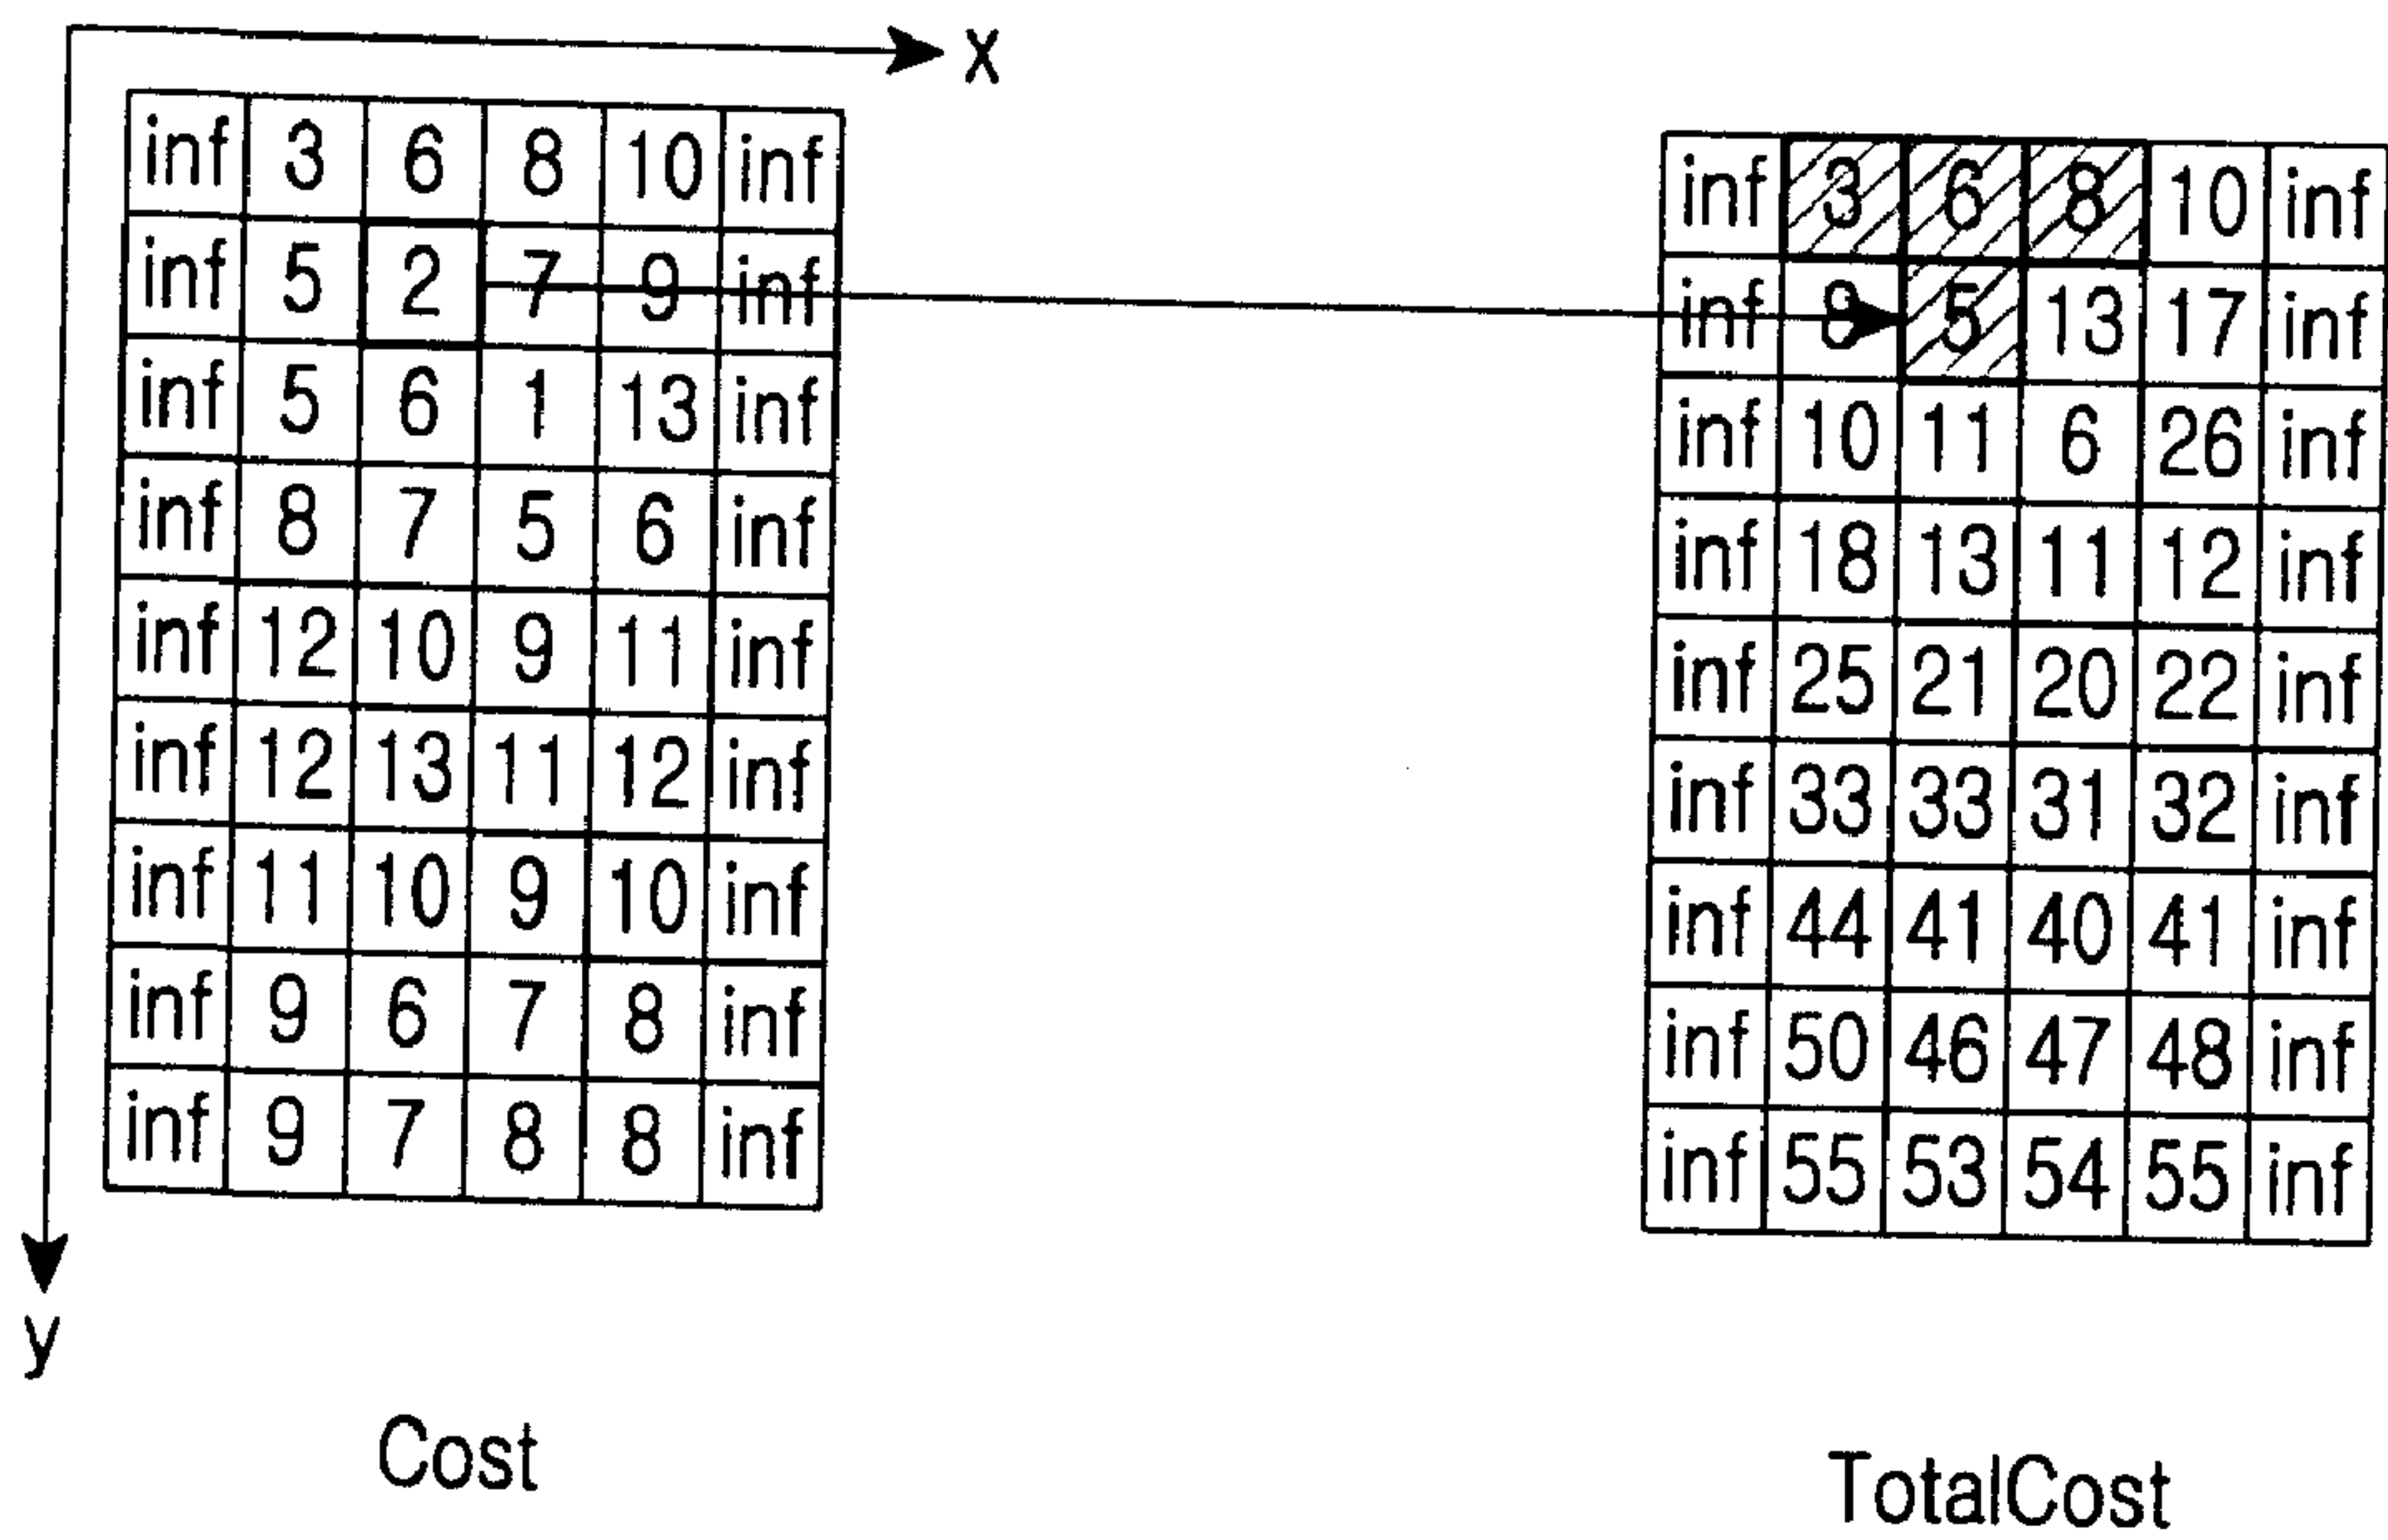 x
inf 3 6 8 10 inf
inf 5 2 7 9 inf
inf 5 6 1 13 inf
inf 8 7 5 6 inf
inf 12 10 9 11 inf
inf 12 13 11 12 inf
inf 11 10 9 10 inf
inf 9 6 7 8 inf
inf 9 7 8 8 inf
y
Cost
inf 3 6 8 10 inf
inf 8 5 13 17 inf
inf 10 11 6 26 inf
inf 18 13 11 12 inf
inf 25 21 20 22 inf
inf 33 33 31 32 inf
inf 44 41 40 41 inf
inf 50 46 47 48 inf
inf 55 53 54 55 inf
TotalCost